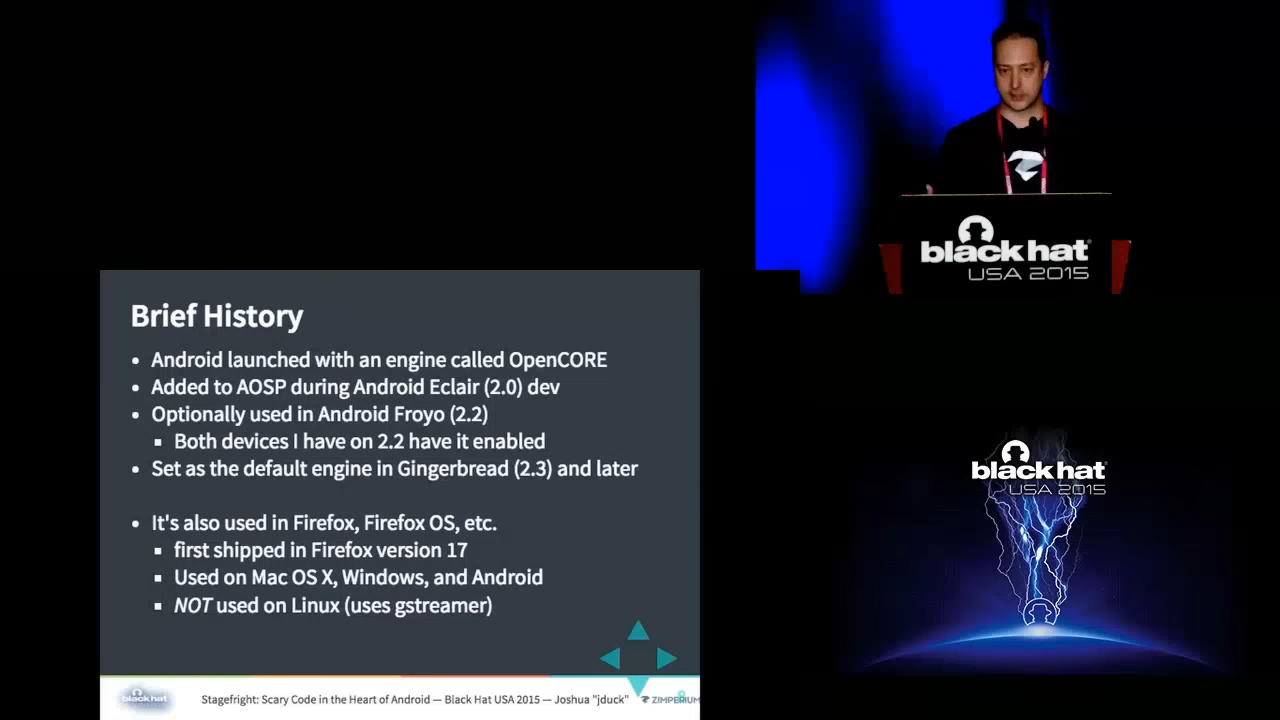 black hat
USA 2015
Brief History
• Android launched with an engine called OpenCORE
• Added to AOSP during Android Eclair (2.0) dev
• Optionally used in Android Froyo (2.2)
▪ Both devices I have on 2.2 have it enabled
• Set as the default engine in Gingerbread (2.3) and later
• It's also used in Firefox, Firefox OS, etc.
▪ first shipped in Firefox version 17
▪ Used on Mac OS X, Windows, and Android
▪ NOT used on Linux (uses gstreamer)
black hat
USA 2015
black hat
Stagefright: Scary Code in the Heart of Android — Black Hat USA 2015 — Joshua "jduck"
ZIMPERIUM